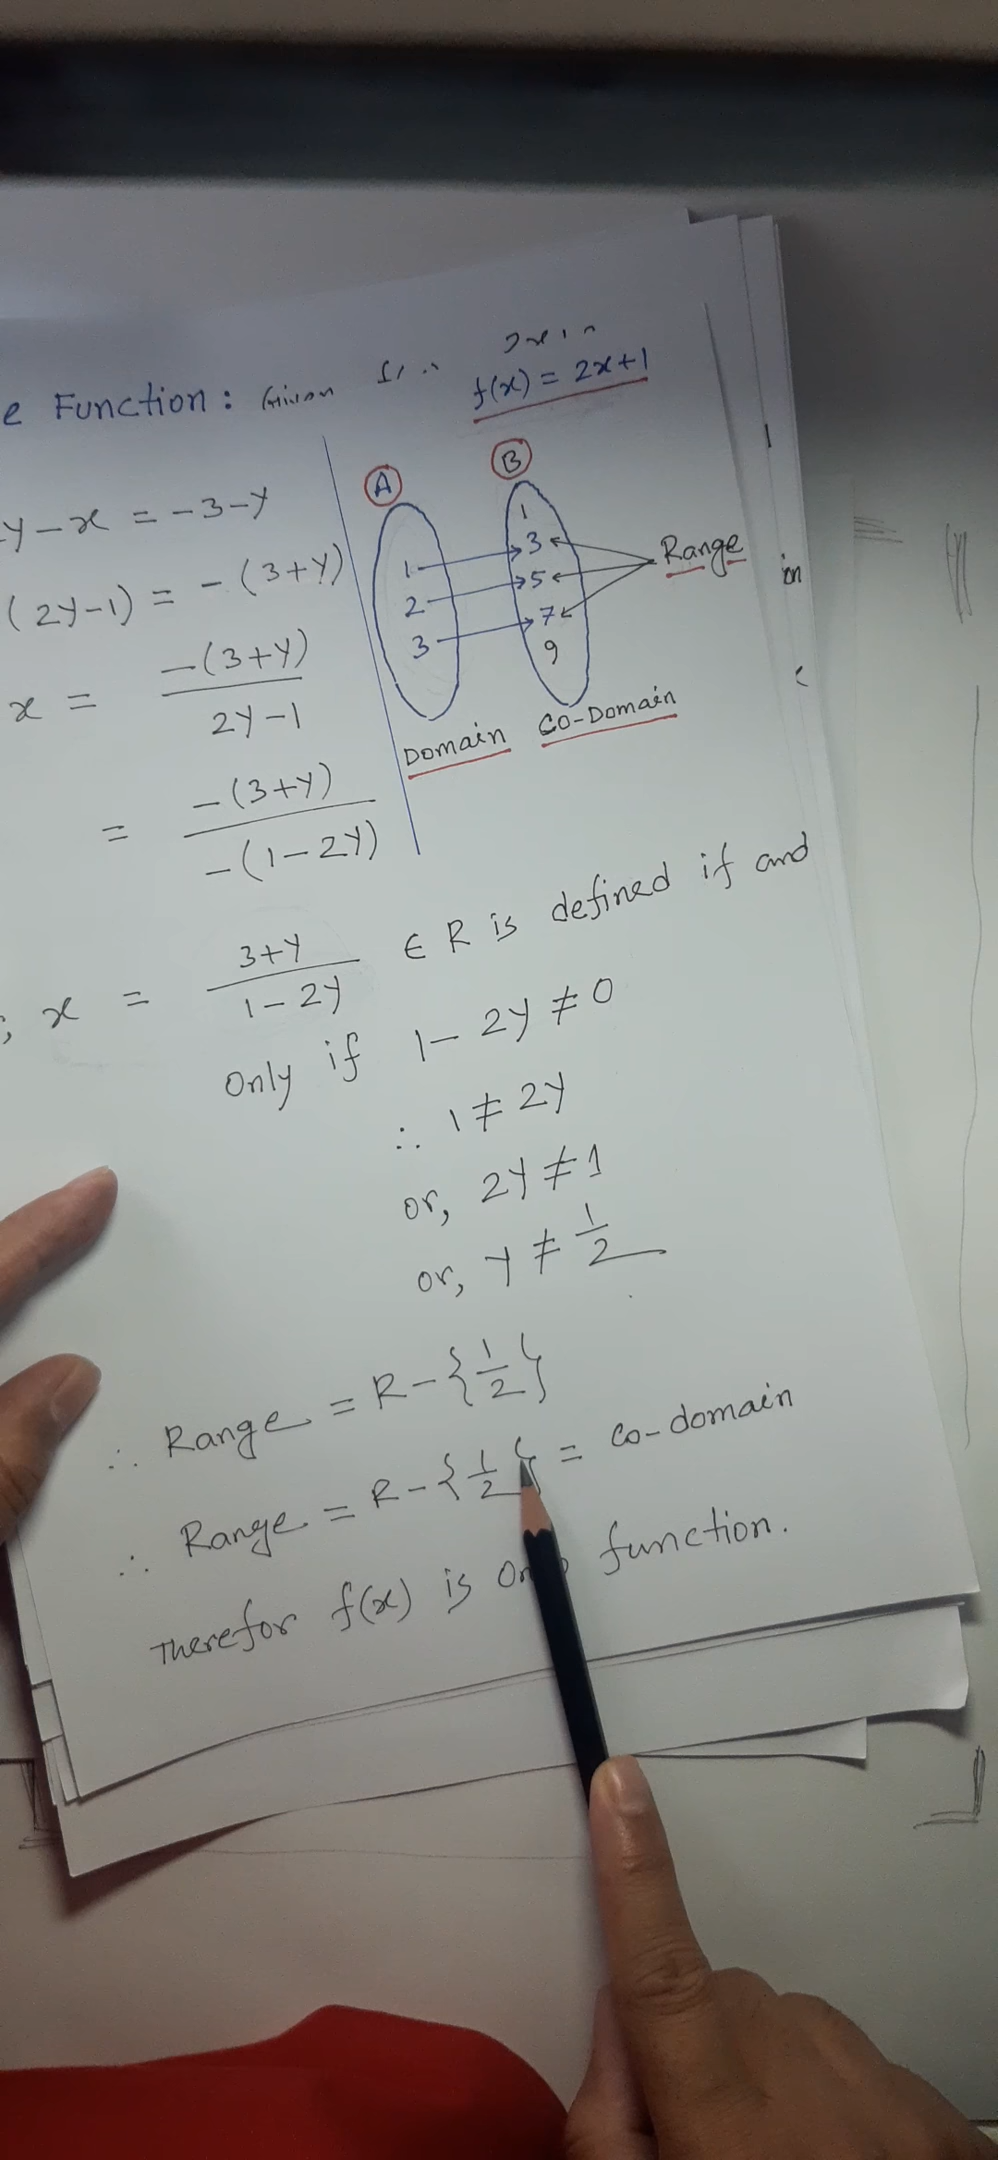 e Function: Given
f(x) = 2x+1
y-x = -3-y
(2y-1) = -(3+y)
x = -(3+y)/2y-1
= -(3+y)/-(1-2y)
A B
1
1 3
2 5
3 7
9
Range
Domain Co-Domain
in
; x = 3+y/1-2y ∈ R is defined if and
only if 1-2y ≠ 0
∴ 1 ≠ 2y
or, 2y ≠ 1
or, y ≠ 1/2
∴ Range = R-{1/2}
∴ Range = R-{1/2} = Co-domain
Therefor f(x) is function.